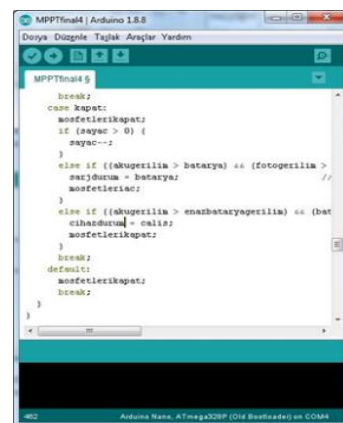 MPPTfinal4 | Arduino 1.8.8
Dosya Düzenle Taslak Araçlar Yardım
MPPTfinal4 §
break;
case kapat:
mosfetlerikapat;
if (sayac > 0) {
sayac--;
}
else if ((akugerilim > batarya) && (fotogerilim >
sarjdurum = batarya; //
mosfetleriac;
}
else if ((akugerilim > enazbataryagerilim) && (bat
cihazdurum = calis;
mosfetlerikapat;
}
break;
default:
mosfetlerikapat;
break;
}
}
462 Arduino Nano, ATmega328P (Old Bootloader) on COM4